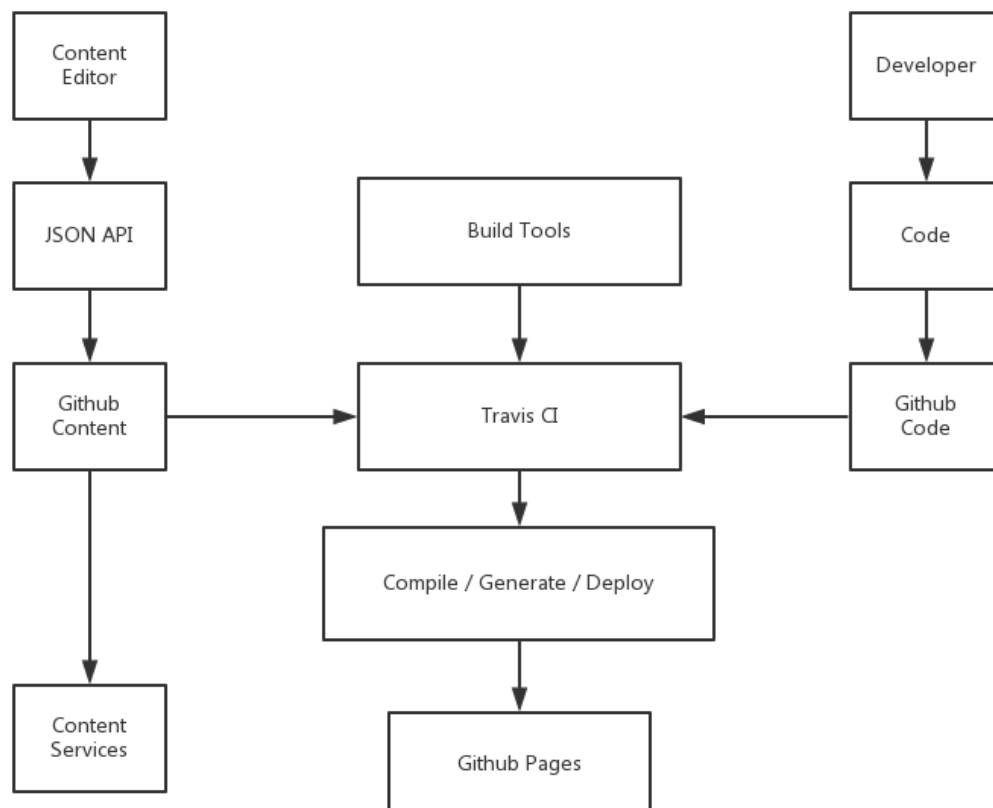 Content
Editor
Developer
JSON API
Build Tools
Code
Github
Content
Travis CI
Github
Code
Compile / Generate / Deploy
Content
Services
Github Pages